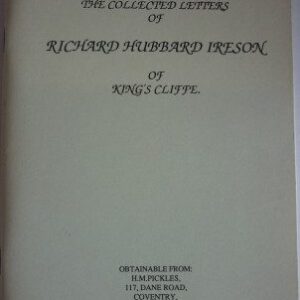 THE COLLECTED LETTERS
OF
RICHARD HUBBARD IRESON
OF
KING'S CLIFFE.
OBTAINABLE FROM:
H.M.PICKLES,
117, DANE ROAD,
COVENTRY,